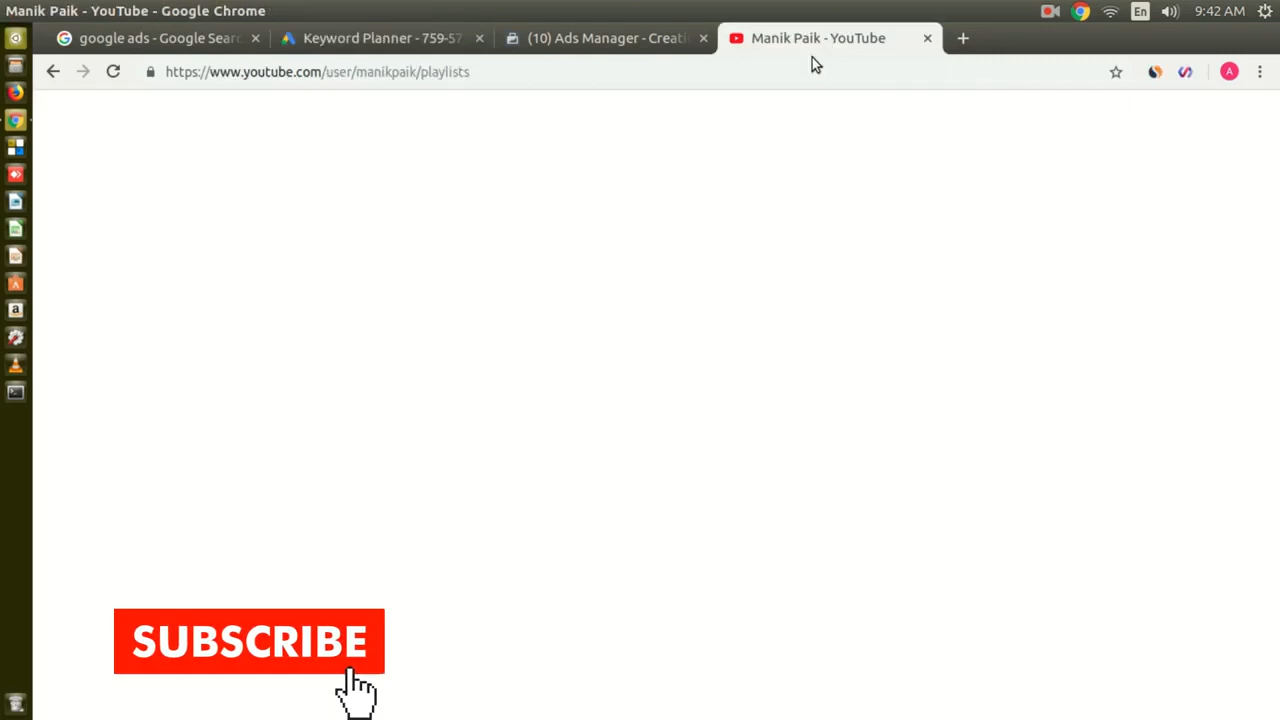 Manik Paik - YouTube - Google Chrome
En
9:42 AM
google ads - Google Sear
Keyword Planner - 759-57
(10) Ads Manager - Creati
Manik Paik - YouTube
https://www.youtube.com/user/manikpaik/playlists
A
SUBSCRIBE